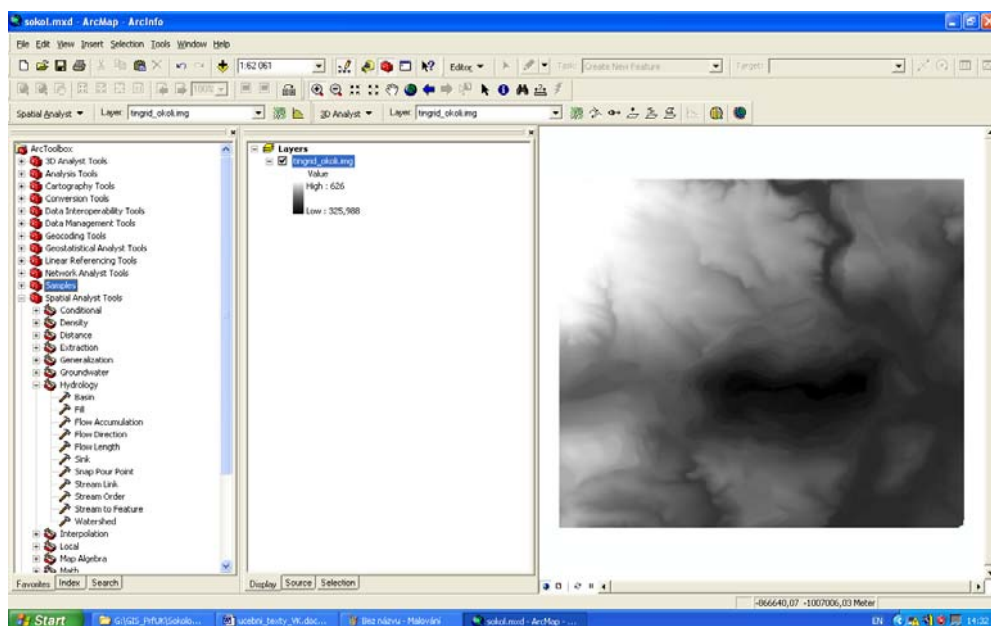 sokol.mxd - ArcMap - ArcInfo
File Edit View Insert Selection Tools Window Help
1:62 061
Editor
Task: Create New Feature
Target:
100%
Spatial Analyst
Layer: tingrid_okoli.img
3D Analyst
Layer: tingrid_okoli.img
ArcToolbox
3D Analyst Tools
Analysis Tools
Cartography Tools
Conversion Tools
Data Interoperability Tools
Data Management Tools
Geocoding Tools
Geostatistical Analyst Tools
Linear Referencing Tools
Network Analyst Tools
Samples
Spatial Analyst Tools
Conditional
Density
Distance
Extraction
Generalization
Groundwater
Hydrology
Basin
Fill
Flow Accumulation
Flow Direction
Flow Length
Sink
Snap Pour Point
Stream Link
Stream Order
Stream to Feature
Watershed
Interpolation
Local
Map Algebra
Math
Favorites Index Search
Layers
tingrid_okoli.img
Value
High : 626
Low : 325,988
Display Source Selection
-866640,07 -1007006,03 Meter
Start
G:\GIS_PrfUK\Sokolo...
ucebni_texty_VK.doc...
Bez názvu - Malování
sokol.mxd - ArcMap - ...
EN
14:32